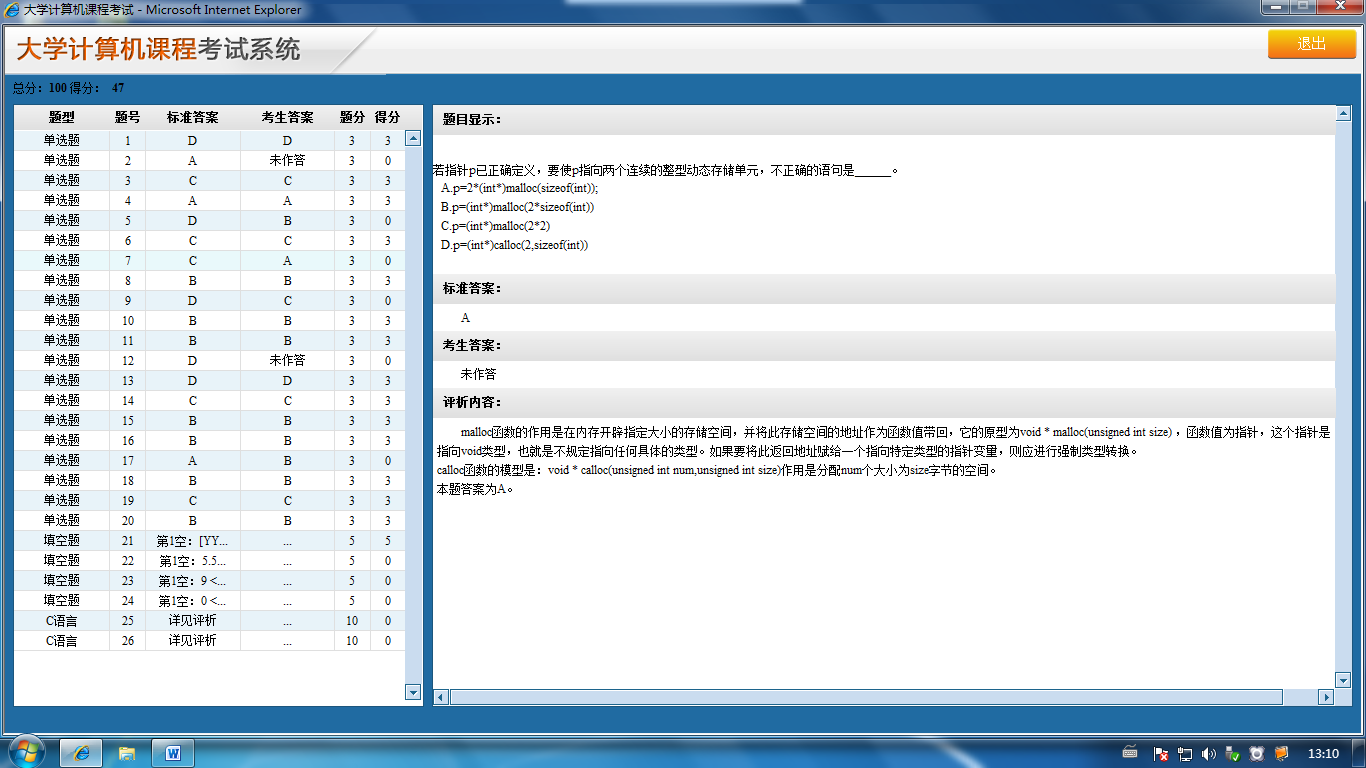 大学计算机课程考试 - Microsoft Internet Explorer
大学计算机课程考试系统
退出
总分：100 得分： 47
题型 题号 标准答案 考生答案 题分 得分
单选题 1 D D 3 3
单选题 2 A 未作答 3 0
单选题 3 C C 3 3
单选题 4 A A 3 3
单选题 5 D B 3 0
单选题 6 C C 3 3
单选题 7 C A 3 0
单选题 8 B B 3 3
单选题 9 D C 3 0
单选题 10 B B 3 3
单选题 11 B B 3 3
单选题 12 D 未作答 3 0
单选题 13 D D 3 3
单选题 14 C C 3 3
单选题 15 B B 3 3
单选题 16 B B 3 3
单选题 17 A B 3 0
单选题 18 B B 3 3
单选题 19 C C 3 3
单选题 20 B B 3 3
填空题 21 第1空：[YY... ... 5 5
填空题 22 第1空：5.5... ... 5 0
填空题 23 第1空：9 <... ... 5 0
填空题 24 第1空：0 <... ... 5 0
C语言 25 详见评析 ... 10 0
C语言 26 详见评析 ... 10 0
题目显示：
若指针p已正确定义，要使p指向两个连续的整型动态存储单元，不正确的语句是______。
A.p=2*(int*)malloc(sizeof(int));
B.p=(int*)malloc(2*sizeof(int))
C.p=(int*)malloc(2*2)
D.p=(int*)calloc(2,sizeof(int))
标准答案：
A
考生答案：
未作答
评析内容：
malloc函数的作用是在内存开辟指定大小的存储空间，并将此存储空间的地址作为函数值带回，它的原型为void * malloc(unsigned int size) ，函数值为指针，这个指针是
指向void类型，也就是不规定指向任何具体的类型。如果要将此返回地址赋给一个指向特定类型的指针变量，则应进行强制类型转换。
calloc函数的模型是：void * calloc(unsigned int num,unsigned int size)作用是分配num个大小为size字节的空间。
本题答案为A。
13:10